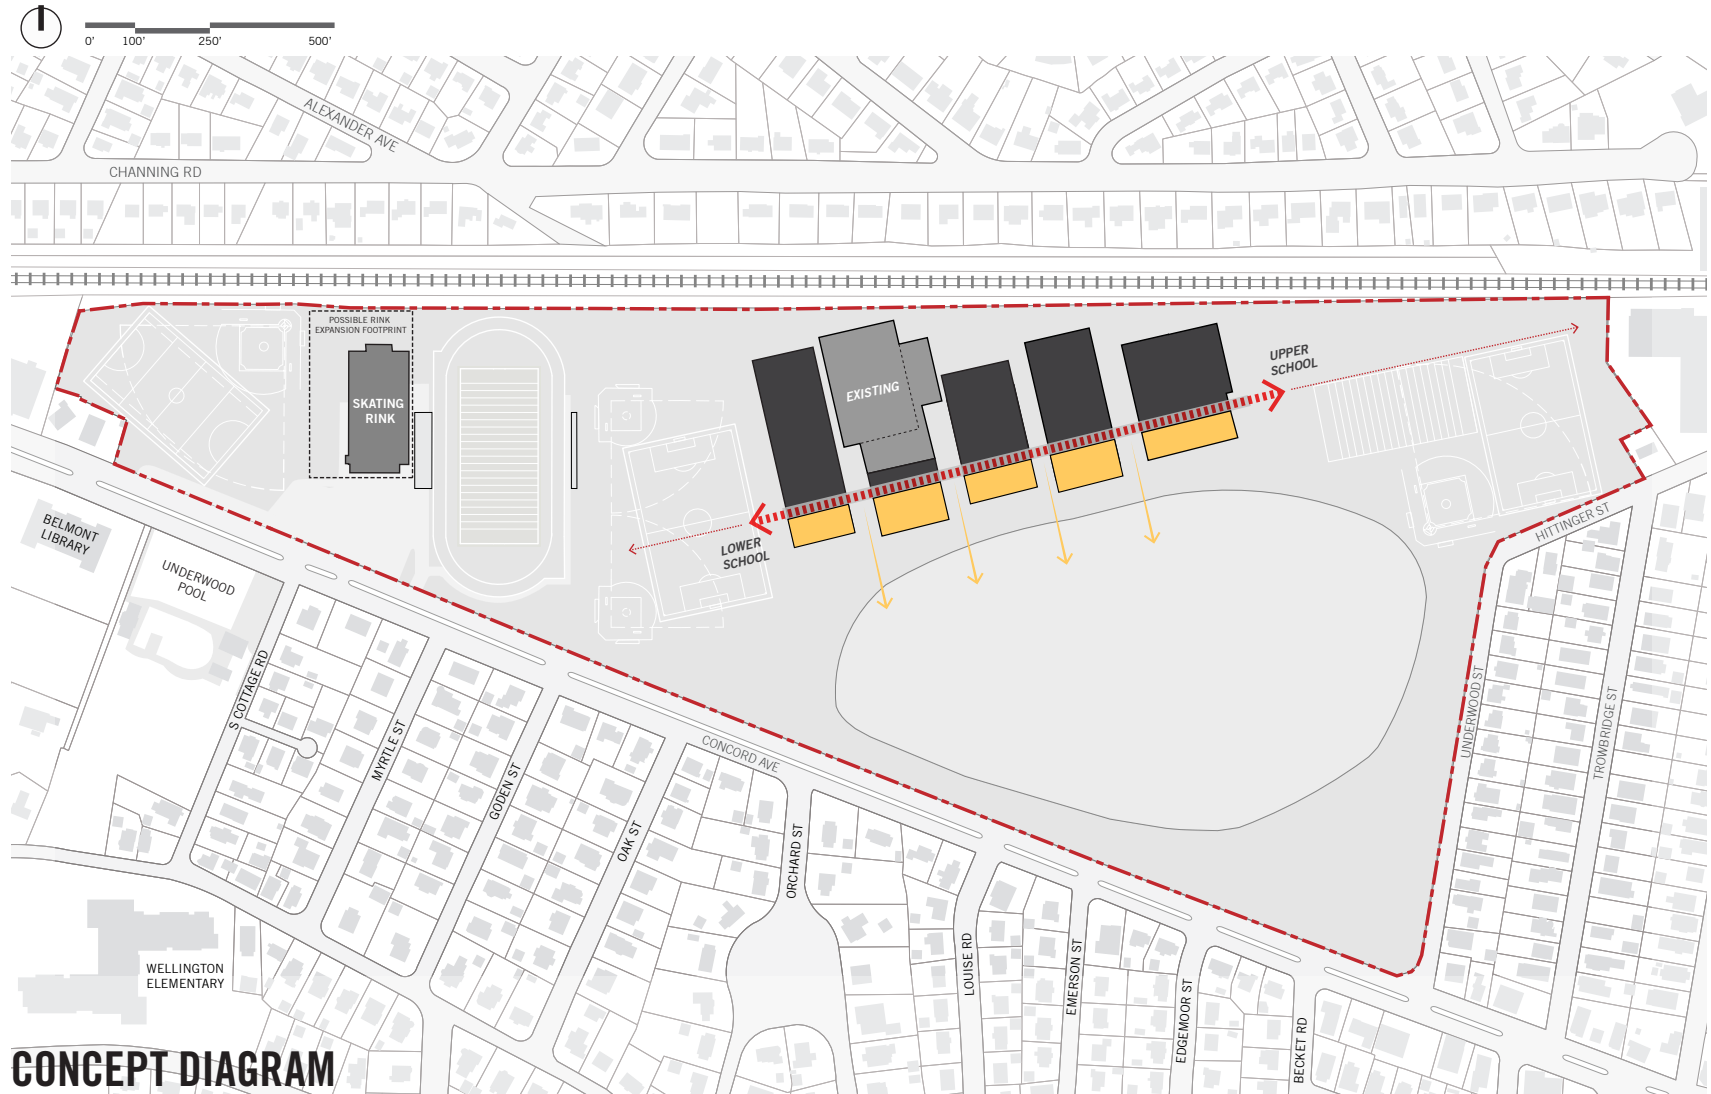 0' 100' 250' 500'
ALEXANDER AVE
CHANNING RD
POSSIBLE RINK
EXPANSION FOOTPRINT
SKATING
RINK
EXISTING
UPPER
SCHOOL
LOWER
SCHOOL
BELMONT
LIBRARY
UNDERWOOD
POOL
HITTINGER ST
S COTTAGE RD
MYRTLE ST
GODEN ST
OAK ST
CONCORD AVE
ORCHARD ST
LOUISE RD
EMERSON ST
EDGEMOOR ST
BECKET RD
UNDERWOOD ST
TROWBRIDGE ST
WELLINGTON
ELEMENTARY
CONCEPT DIAGRAM